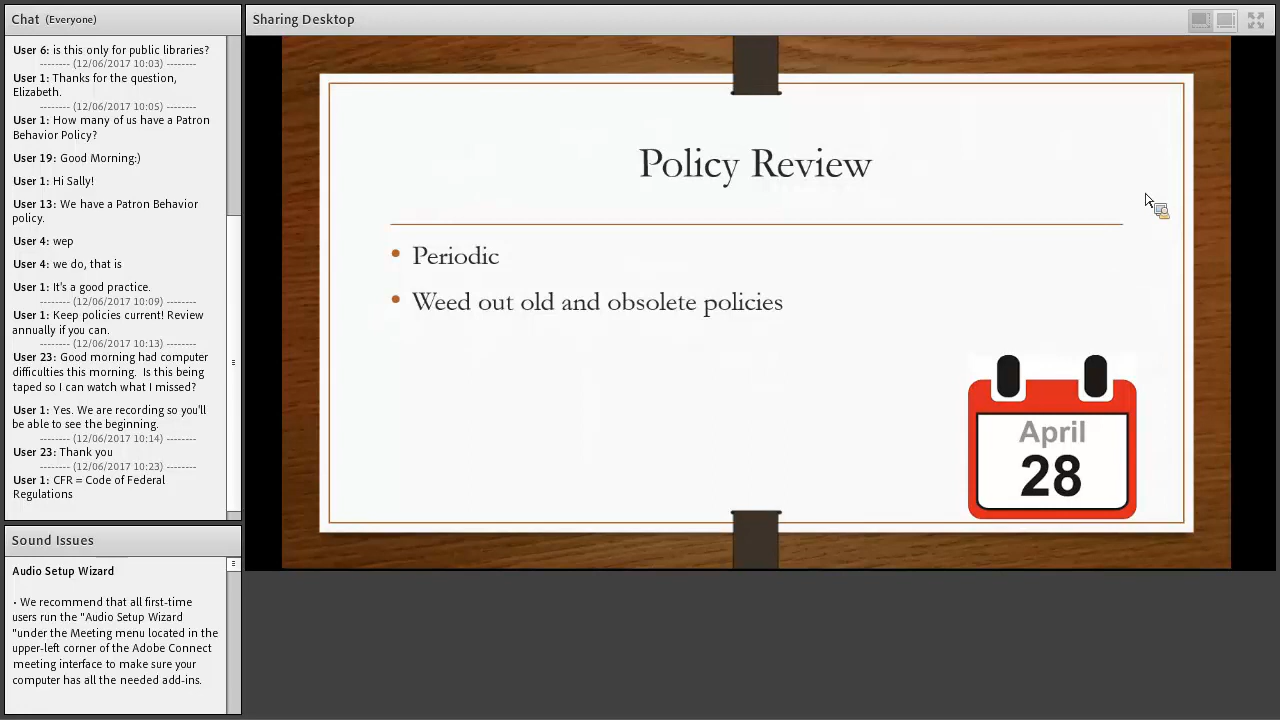 Chat (Everyone)
User 6: is this only for public libraries?
-------- (12/06/2017 10:03) --------
User 1: Thanks for the question,
Elizabeth.
-------- (12/06/2017 10:05) --------
User 1: How many of us have a Patron
Behavior Policy?
User 19: Good Morning:)
User 1: Hi Sally!
User 13: We have a Patron Behavior
policy.
User 4: wep
User 4: we do, that is
User 1: It's a good practice.
-------- (12/06/2017 10:09) --------
User 1: Keep policies current! Review
annually if you can.
-------- (12/06/2017 10:13) --------
User 23: Good morning had computer
difficulties this morning.  Is this being
taped so I can watch what I missed?
User 1: Yes. We are recording so you'll
be able to see the beginning.
-------- (12/06/2017 10:14) --------
User 23: Thank you
-------- (12/06/2017 10:23) --------
User 1: CFR = Code of Federal
Regulations
Sound Issues
Audio Setup Wizard
• We recommend that all first-time
users run the "Audio Setup Wizard
"under the Meeting menu located in the
upper-left corner of the Adobe Connect
meeting interface to make sure your
computer has all the needed add-ins.
Sharing Desktop
Policy Review
• Periodic
• Weed out old and obsolete policies
April
28